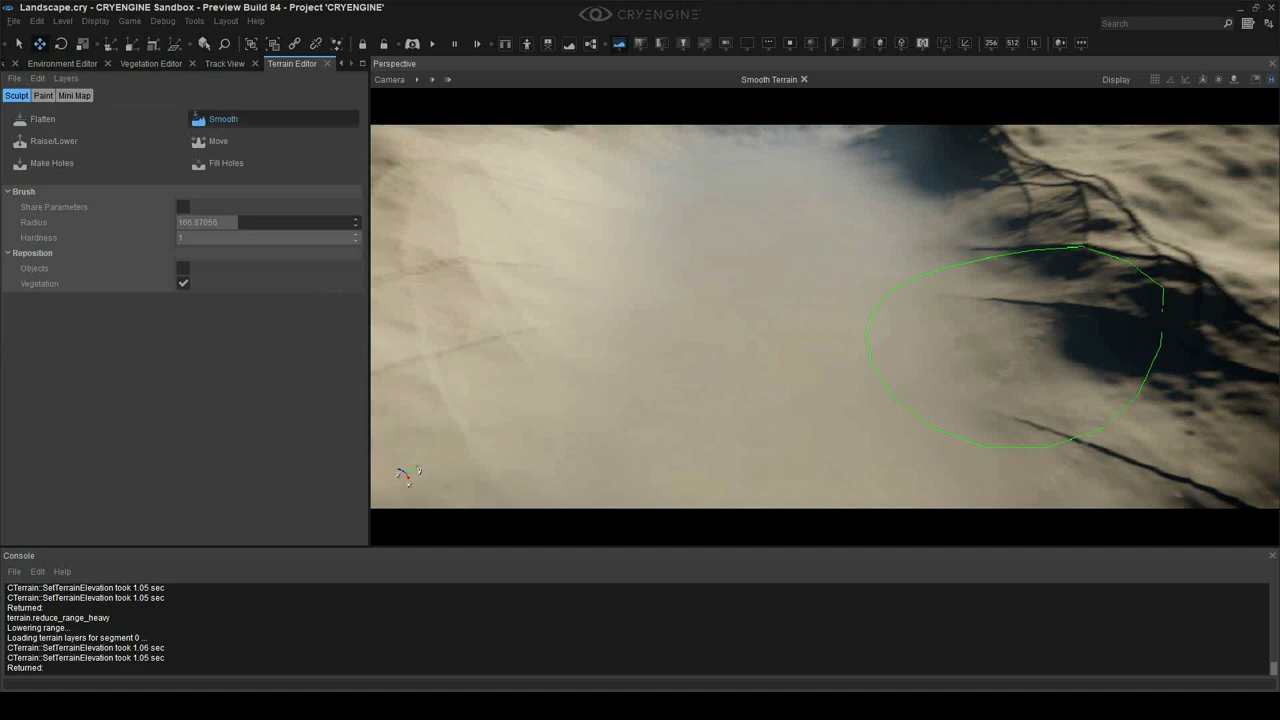 Landscape.cry - CRYENGINE Sandbox - Preview Build 84 - Project 'CRYENGINE'
CRYENGINE
File Edit Level Display Game Debug Tools Layout Help
Search
256 512 1k
Environment Editor Vegetation Editor Track View Terrain Editor
Perspective
File Edit Layers
Camera
Smooth Terrain
Display
Sculpt Paint Mini Map
Flatten Smooth
Raise/Lower Move
Make Holes Fill Holes
Brush
Share Parameters
Radius 166.87056
Hardness 1
Reposition
Objects
Vegetation
Console
File Edit Help
CTerrain::SetTerrainElevation took 1.05 sec
CTerrain::SetTerrainElevation took 1.05 sec
Returned:
terrain.reduce_range_heavy
Lowering range...
Loading terrain layers for segment 0 ...
CTerrain::SetTerrainElevation took 1.06 sec
CTerrain::SetTerrainElevation took 1.05 sec
Returned: